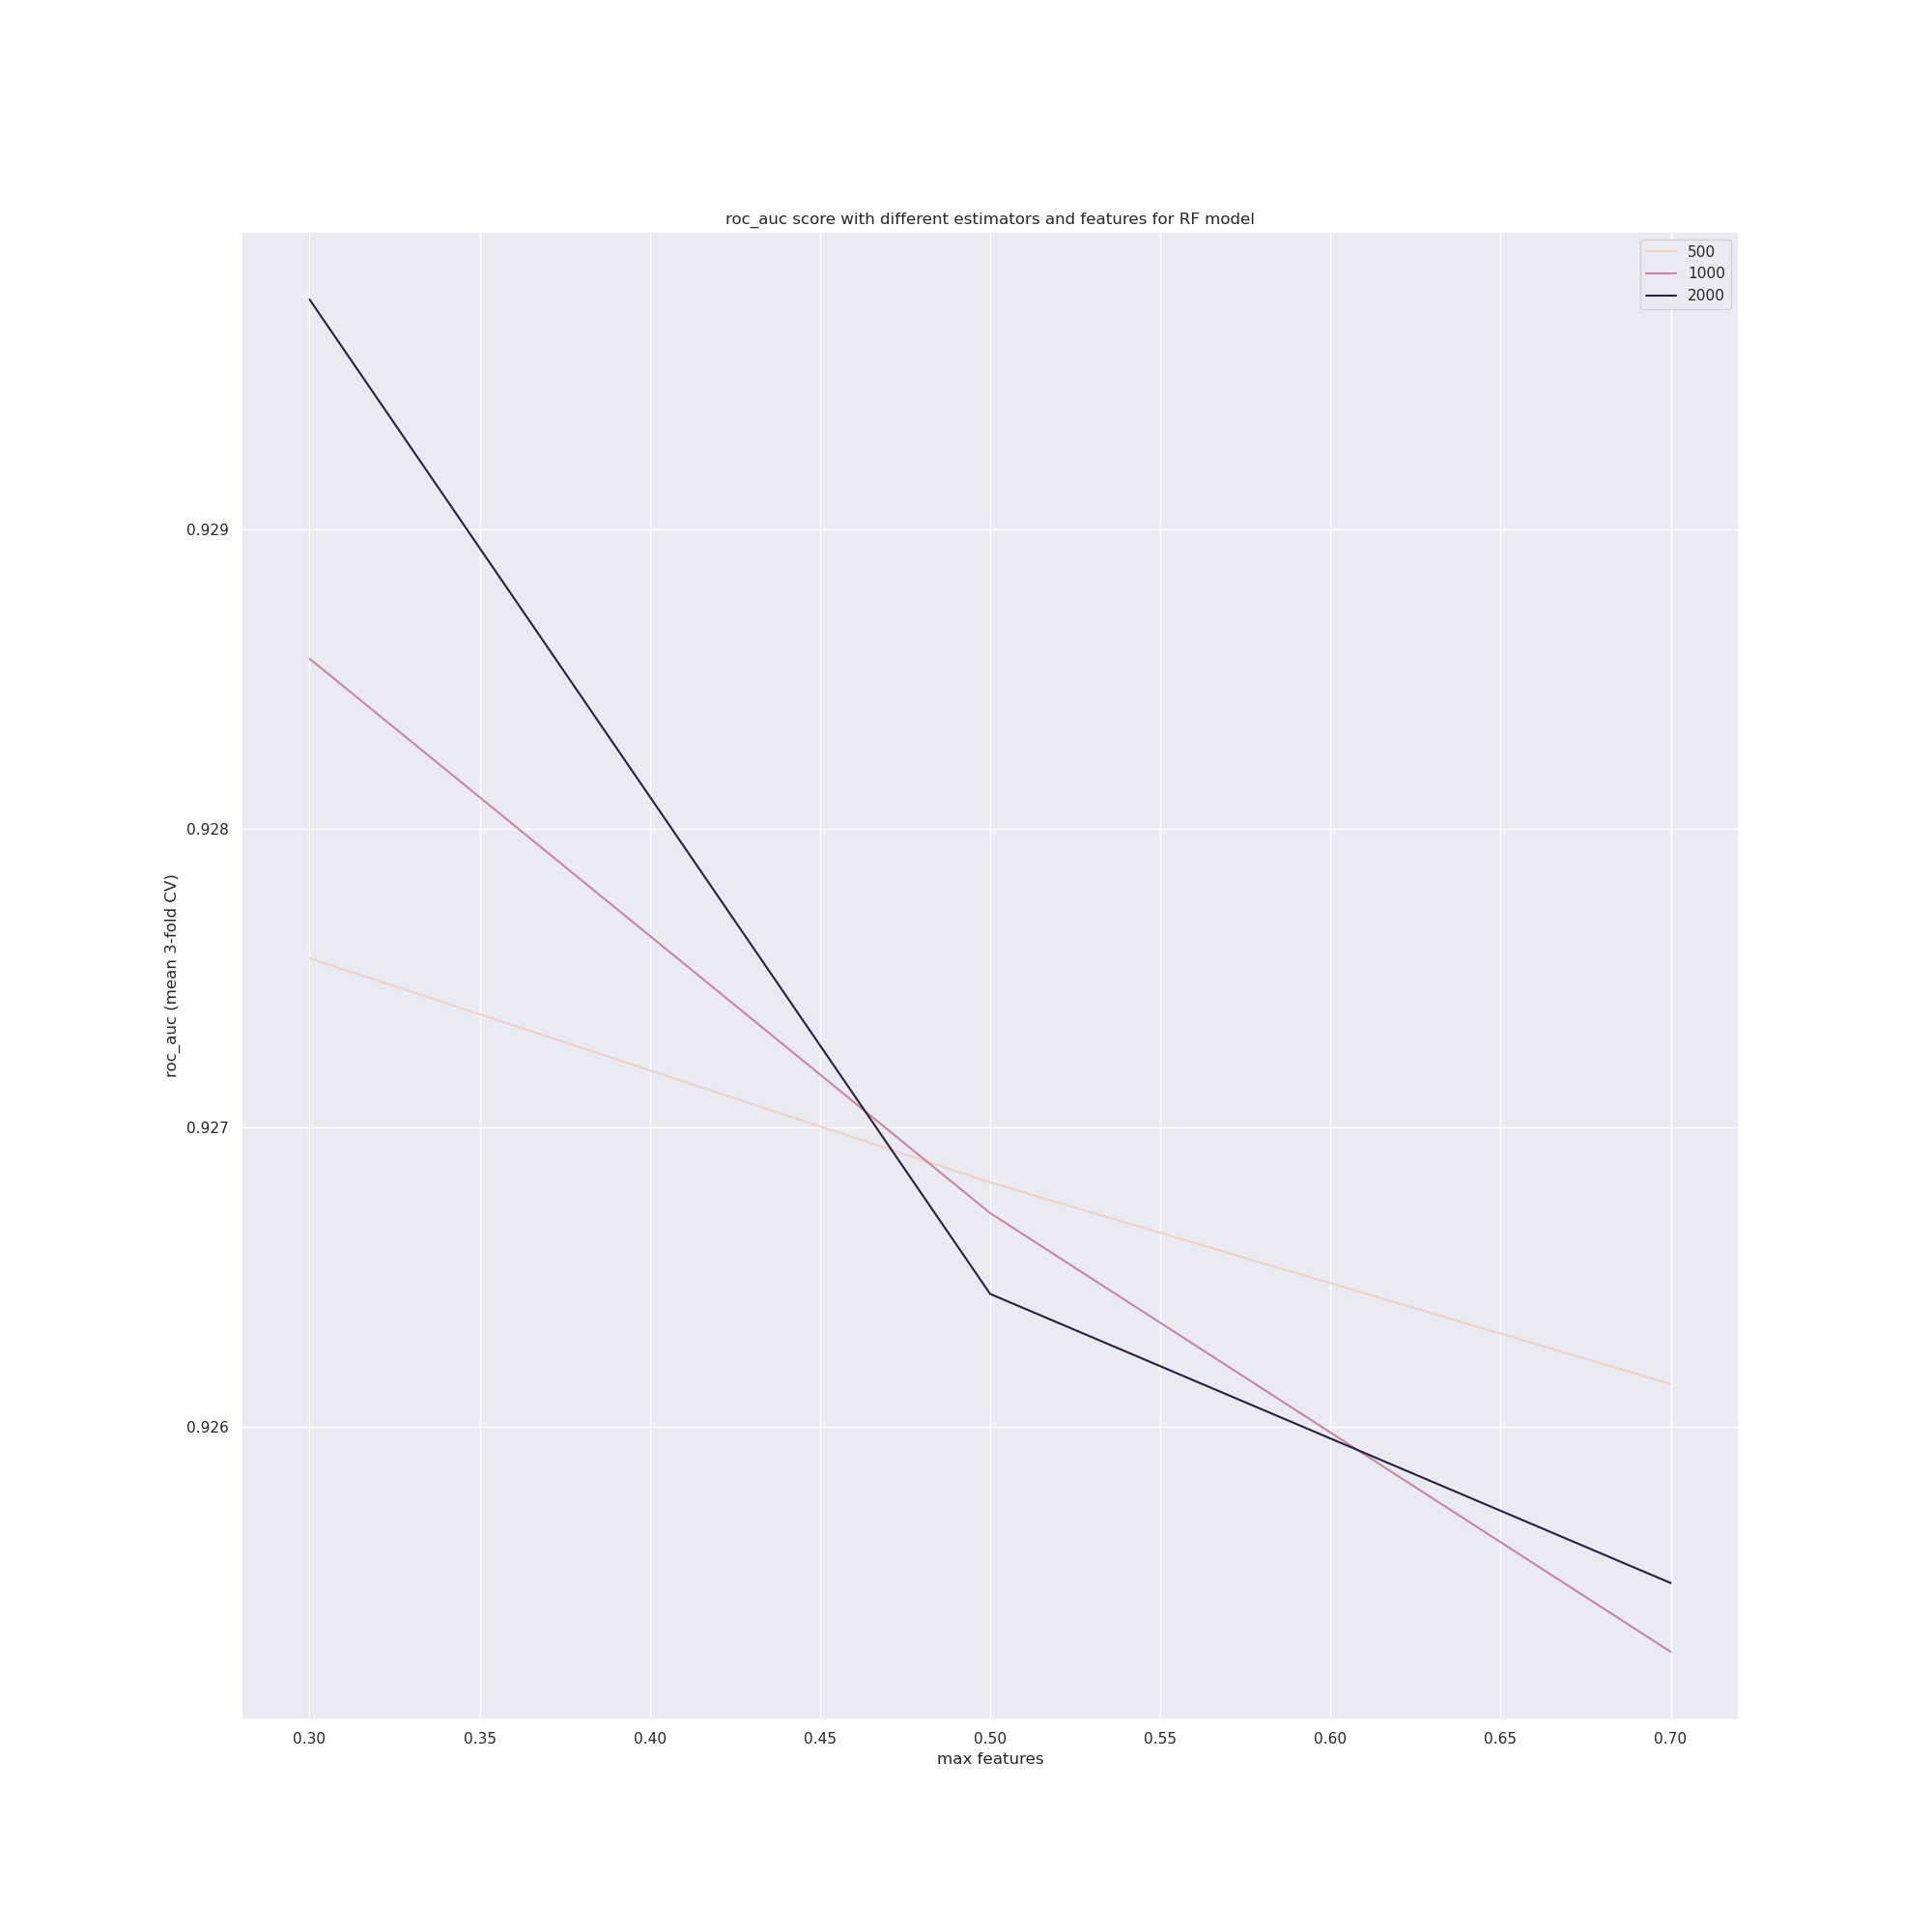 roc_auc score with different estimators and features for RF model
500
1000
2000
0.929
0.928
0.927
0.926
roc_auc (mean 3-fold CV)
0.30 0.35 0.40 0.45 0.50 0.55 0.60 0.65 0.70
max features